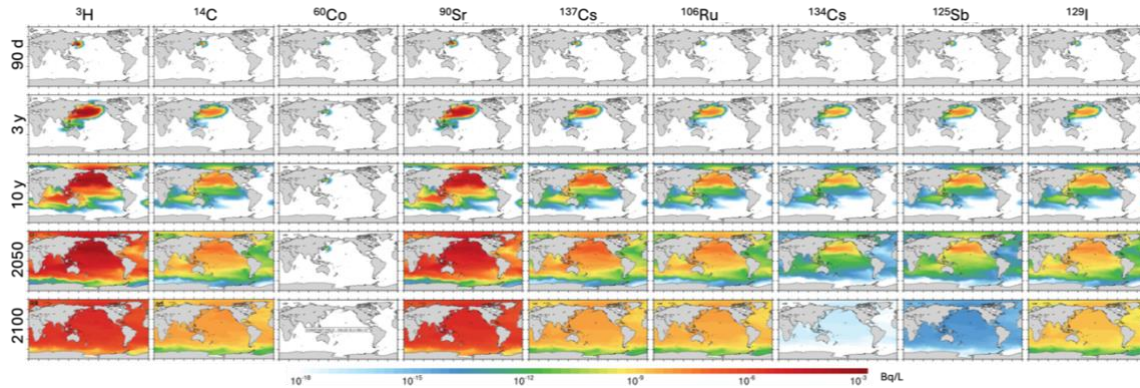 ³H ¹⁴C ⁶⁰Co ⁹⁰Sr ¹³⁷Cs ¹⁰⁶Ru ¹³⁴Cs ¹²⁵Sb ¹²⁹I
90 d
3 y
10 y
2050
2100
10⁻¹⁸ 10⁻¹⁵ 10⁻¹² 10⁻⁹ 10⁻⁶ 10⁻³ Bq/L